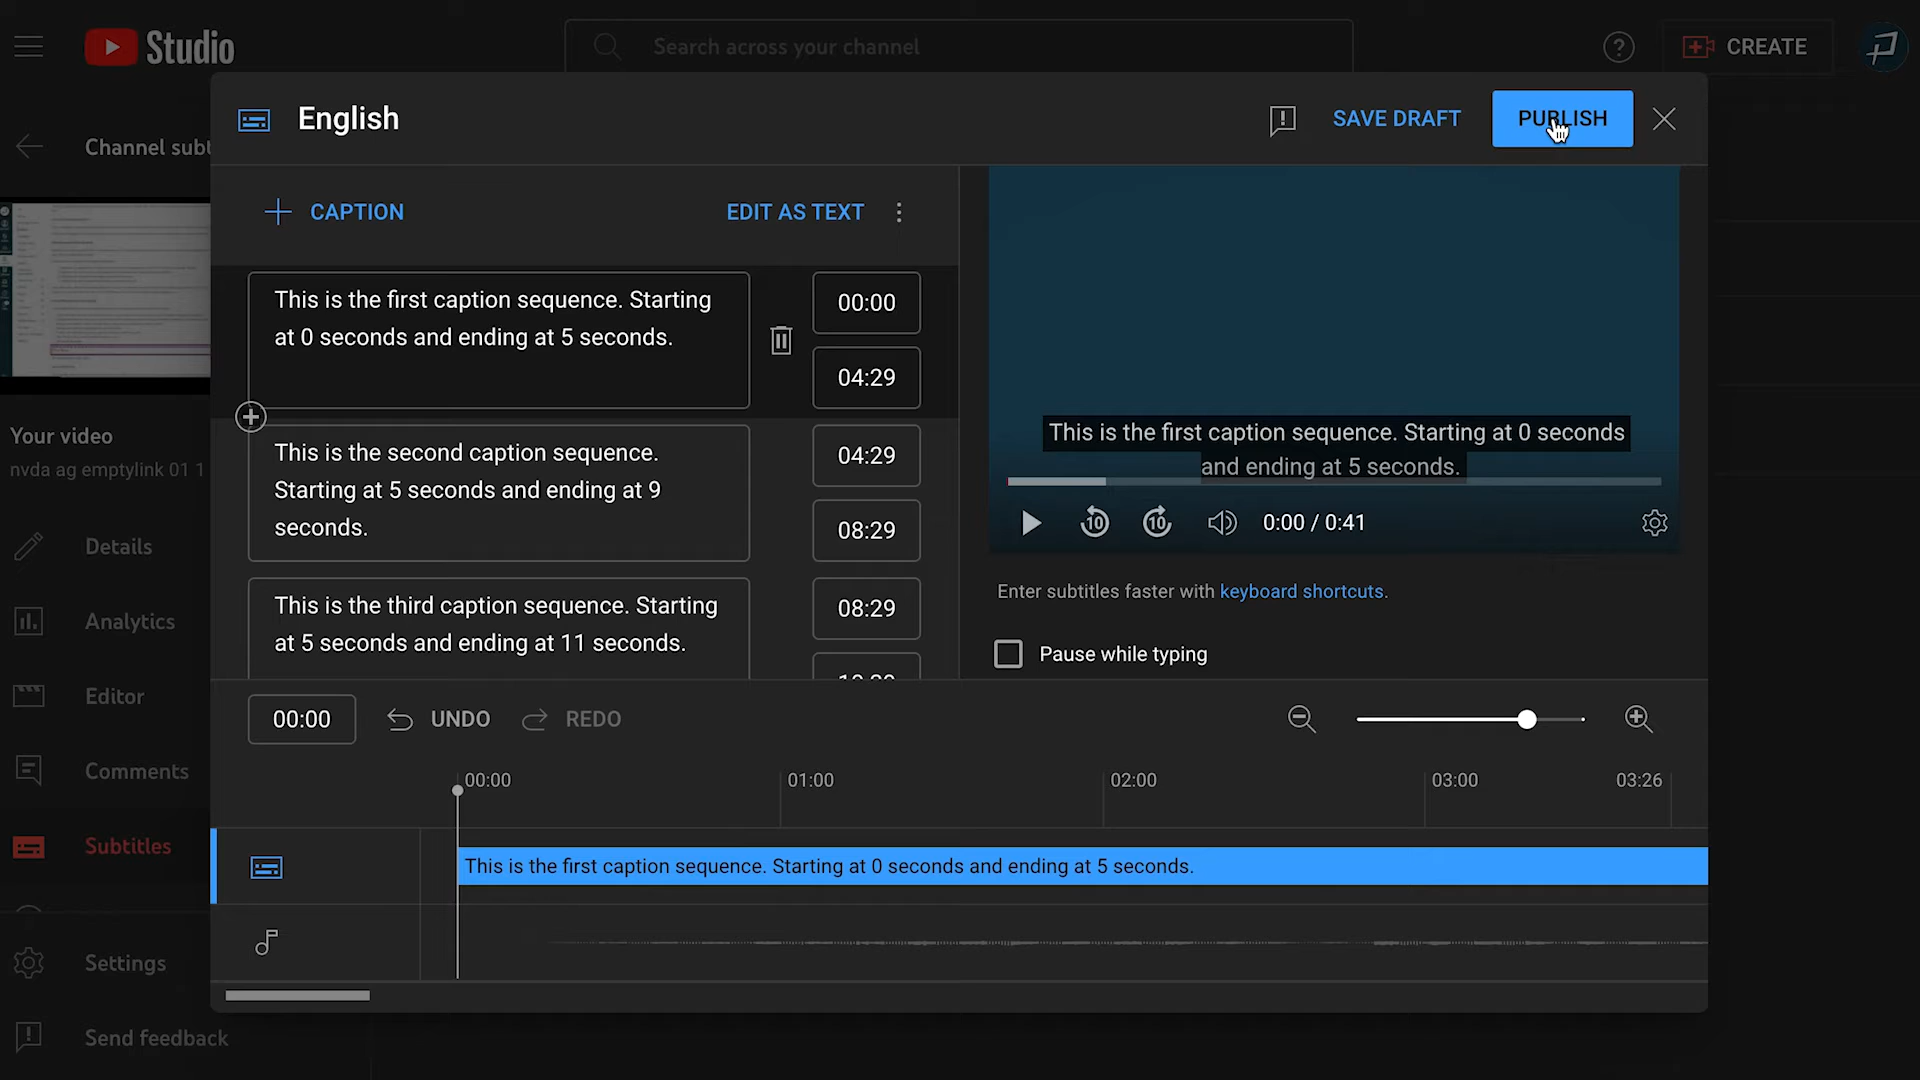 Studio
Search across your channel
CREATE
Channel subt
English
SAVE DRAFT
PUBLISH
CAPTION
EDIT AS TEXT
This is the first caption sequence. Starting
at 0 seconds and ending at 5 seconds.
00:00
04:29
This is the second caption sequence.
Starting at 5 seconds and ending at 9
seconds.
04:29
08:29
This is the third caption sequence. Starting
at 5 seconds and ending at 11 seconds.
08:29
This is the first caption sequence. Starting at 0 seconds
and ending at 5 seconds.
10
10
0:00 / 0:41
Enter subtitles faster with keyboard shortcuts.
Pause while typing
Your video
nvda ag emptylink 01 1
Details
Analytics
Editor
Comments
Subtitles
Settings
Send feedback
00:00
UNDO
REDO
00:00
01:00
02:00
03:00
03:26
This is the first caption sequence. Starting at 0 seconds and ending at 5 seconds.